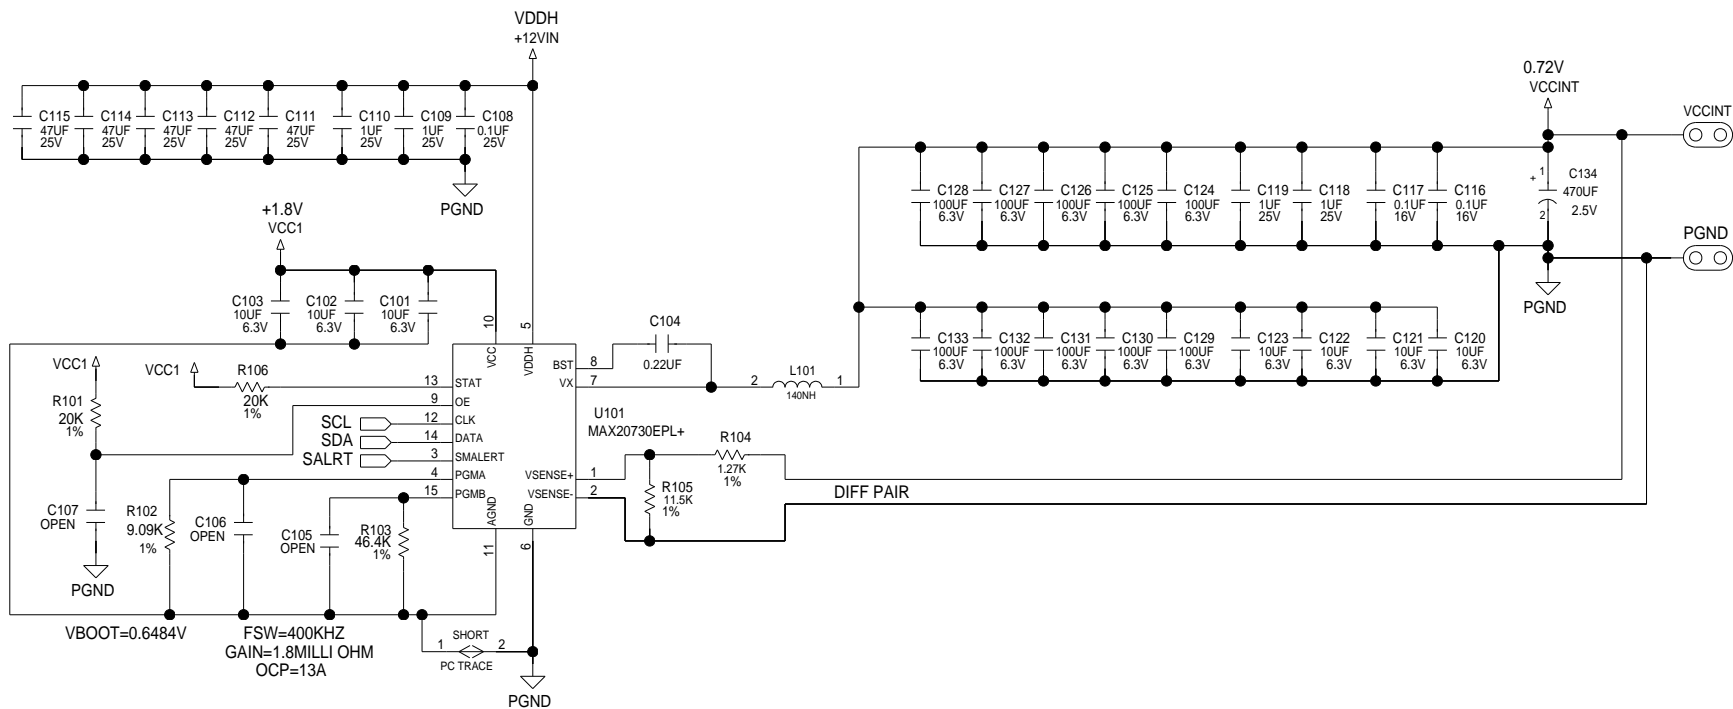 VDDH
+12VIN
C115
47UF
25V
C114
47UF
25V
C113
47UF
25V
C112
47UF
25V
C111
47UF
25V
C110
1UF
25V
C109
1UF
25V
C108
0.1UF
25V
PGND
+1.8V
VCC1
C103
10UF
6.3V
C102
10UF
6.3V
C101
10UF
6.3V
0.72V
VCCINT
VCCINT
C128
100UF
6.3V
C127
100UF
6.3V
C126
100UF
6.3V
C125
100UF
6.3V
C124
100UF
6.3V
C119
1UF
25V
C118
1UF
25V
C117
0.1UF
16V
C116
0.1UF
16V
+ 1
2
C134
470UF
2.5V
PGND
PGND
C133
100UF
6.3V
C132
100UF
6.3V
C131
100UF
6.3V
C130
100UF
6.3V
C129
100UF
6.3V
C123
10UF
6.3V
C122
10UF
6.3V
C121
10UF
6.3V
C120
10UF
6.3V
C104
0.22UF
2 L101 1
140NH
10
VCC
5
VDDH
8 BST
7 VX
13 STAT
9 OE
12 CLK
14 DATA
3 SMALERT
4 PGMA
15 PGMB
AGND
11
GND
6
VSENSE+ 1
VSENSE- 2
U101
MAX20730EPL+
VCC1
R101
20K
1%
VCC1
R106
20K
1%
SCL
SDA
SALRT
R104
1.27K
1%
R105
11.5K
1%
DIFF PAIR
C107
OPEN
R102
9.09K
1%
C106
OPEN
C105
OPEN
R103
46.4K
1%
PGND
VBOOT=0.6484V
FSW=400KHZ
GAIN=1.8MILLI OHM
OCP=13A
SHORT
1 2
PC TRACE
PGND